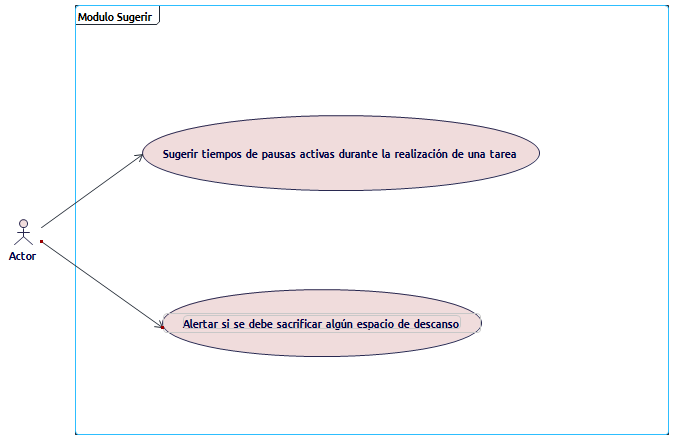 Modulo Sugerir
Sugerir tiempos de pausas activas durante la realización de una tarea
Actor
Alertar si se debe sacrificar algún espacio de descanso